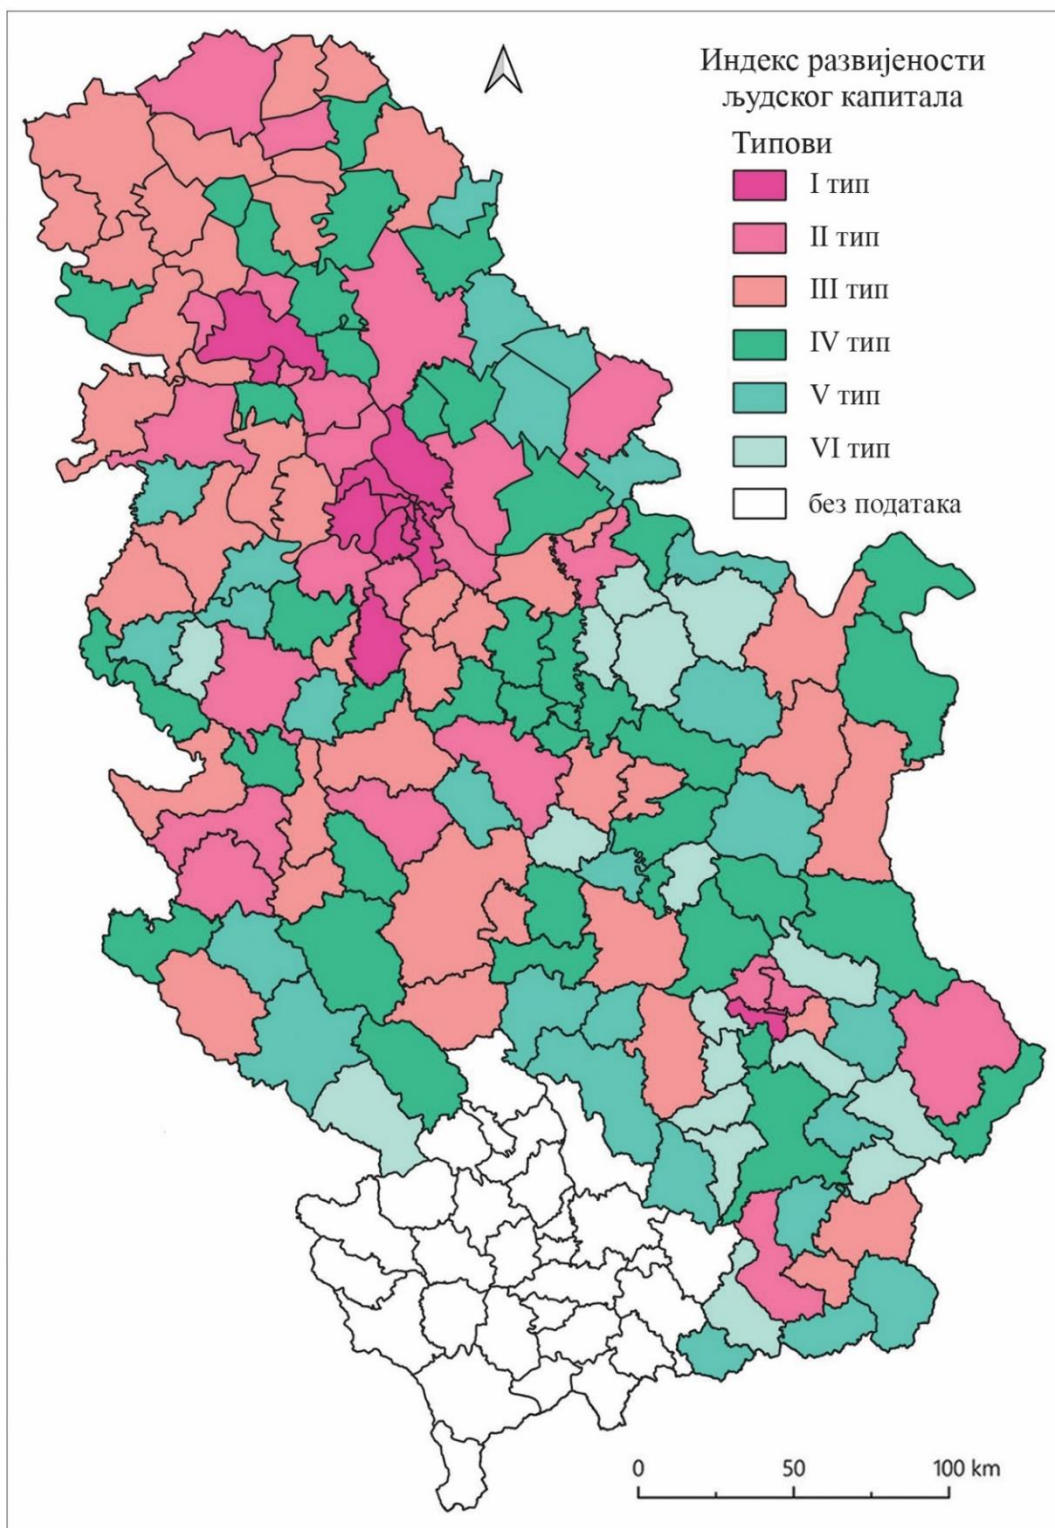 Индекс развијености
људског капитала
Типови
I тип
II тип
III тип
IV тип
V тип
VI тип
без података
0 50 100 km